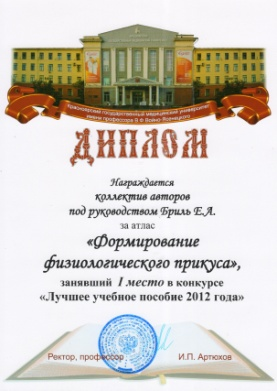 Красноярский государственный медицинский университет
имени профессора В.Ф.Войно-Ясенецкого
ДИПЛОМ
Награждается
коллектив авторов
под руководством Бриль Е.А.
за атлас
«Формирование
физиологического прикуса»,
занявший I место в конкурсе
«Лучшее учебное пособие 2012 года»
Ректор, профессор И.П. Артюхов